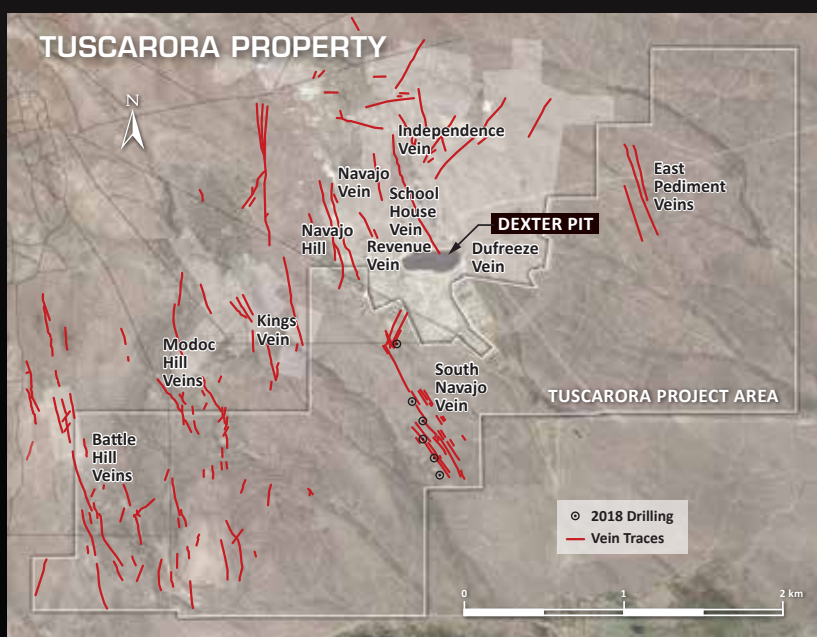 TUSCARORA PROPERTY
N
Independence
Vein
Navajo
Vein
School
House
Vein
East
Pediment
Veins
Navajo
Hill
Revenue
Vein
DEXTER PIT
Dufreeze
Vein
Kings
Vein
Modoc
Hill
Veins
South
Navajo
Vein
TUSCARORA PROJECT AREA
Battle
Hill
Veins
2018 Drilling
Vein Traces
0
1
2 km